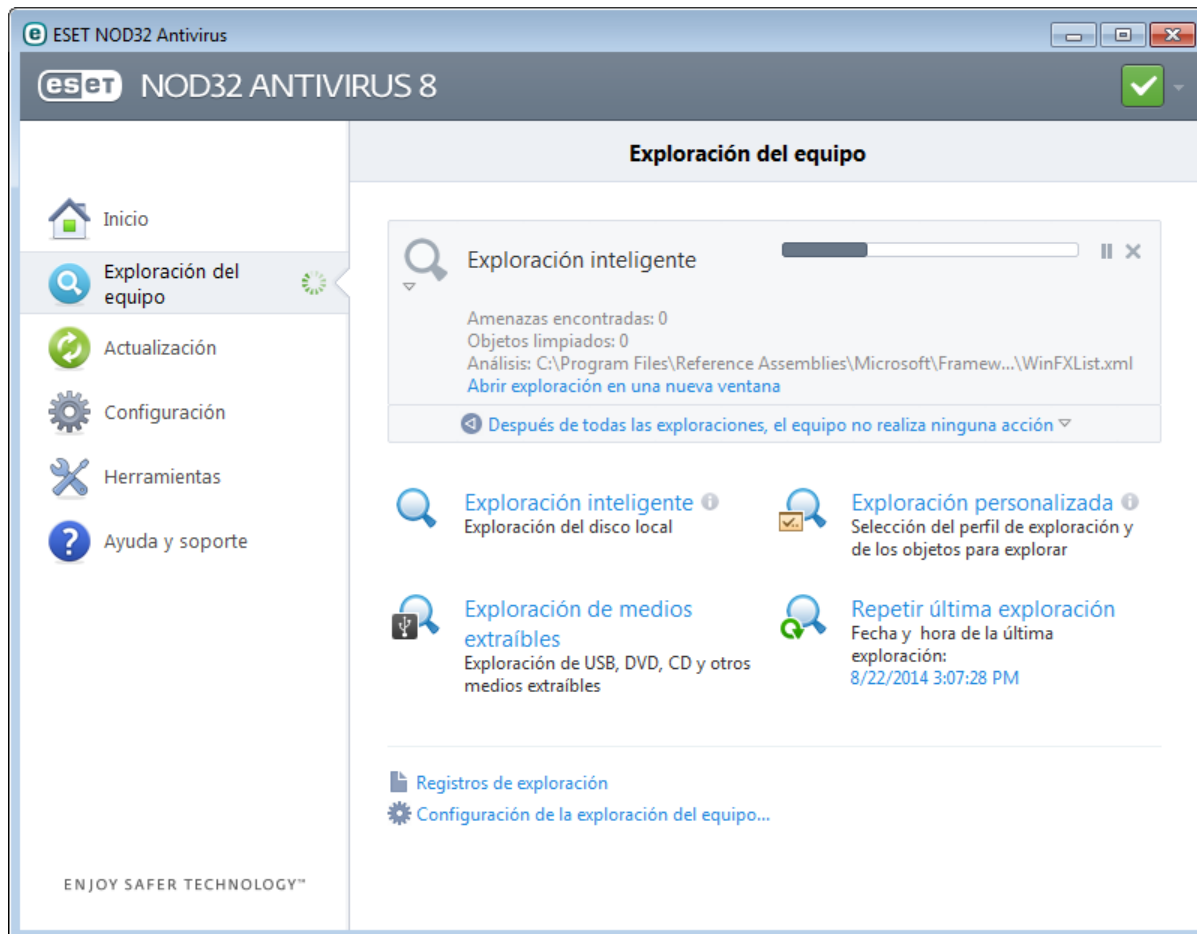 ESET NOD32 Antivirus
eset NOD32 ANTIVIRUS 8
Exploración del equipo
Inicio
Exploración del
equipo
Actualización
Configuración
Herramientas
Ayuda y soporte
ENJOY SAFER TECHNOLOGY™
Exploración inteligente
Amenazas encontradas: 0
Objetos limpiados: 0
Análisis: C:\Program Files\Reference Assemblies\Microsoft\Framew...\WinFXList.xml
Abrir exploración en una nueva ventana
Después de todas las exploraciones, el equipo no realiza ninguna acción
Exploración inteligente
Exploración del disco local
Exploración personalizada
Selección del perfil de exploración y
de los objetos para explorar
Exploración de medios
extraíbles
Exploración de USB, DVD, CD y otros
medios extraíbles
Repetir última exploración
Fecha y hora de la última
exploración:
8/22/2014 3:07:28 PM
Registros de exploración
Configuración de la exploración del equipo...